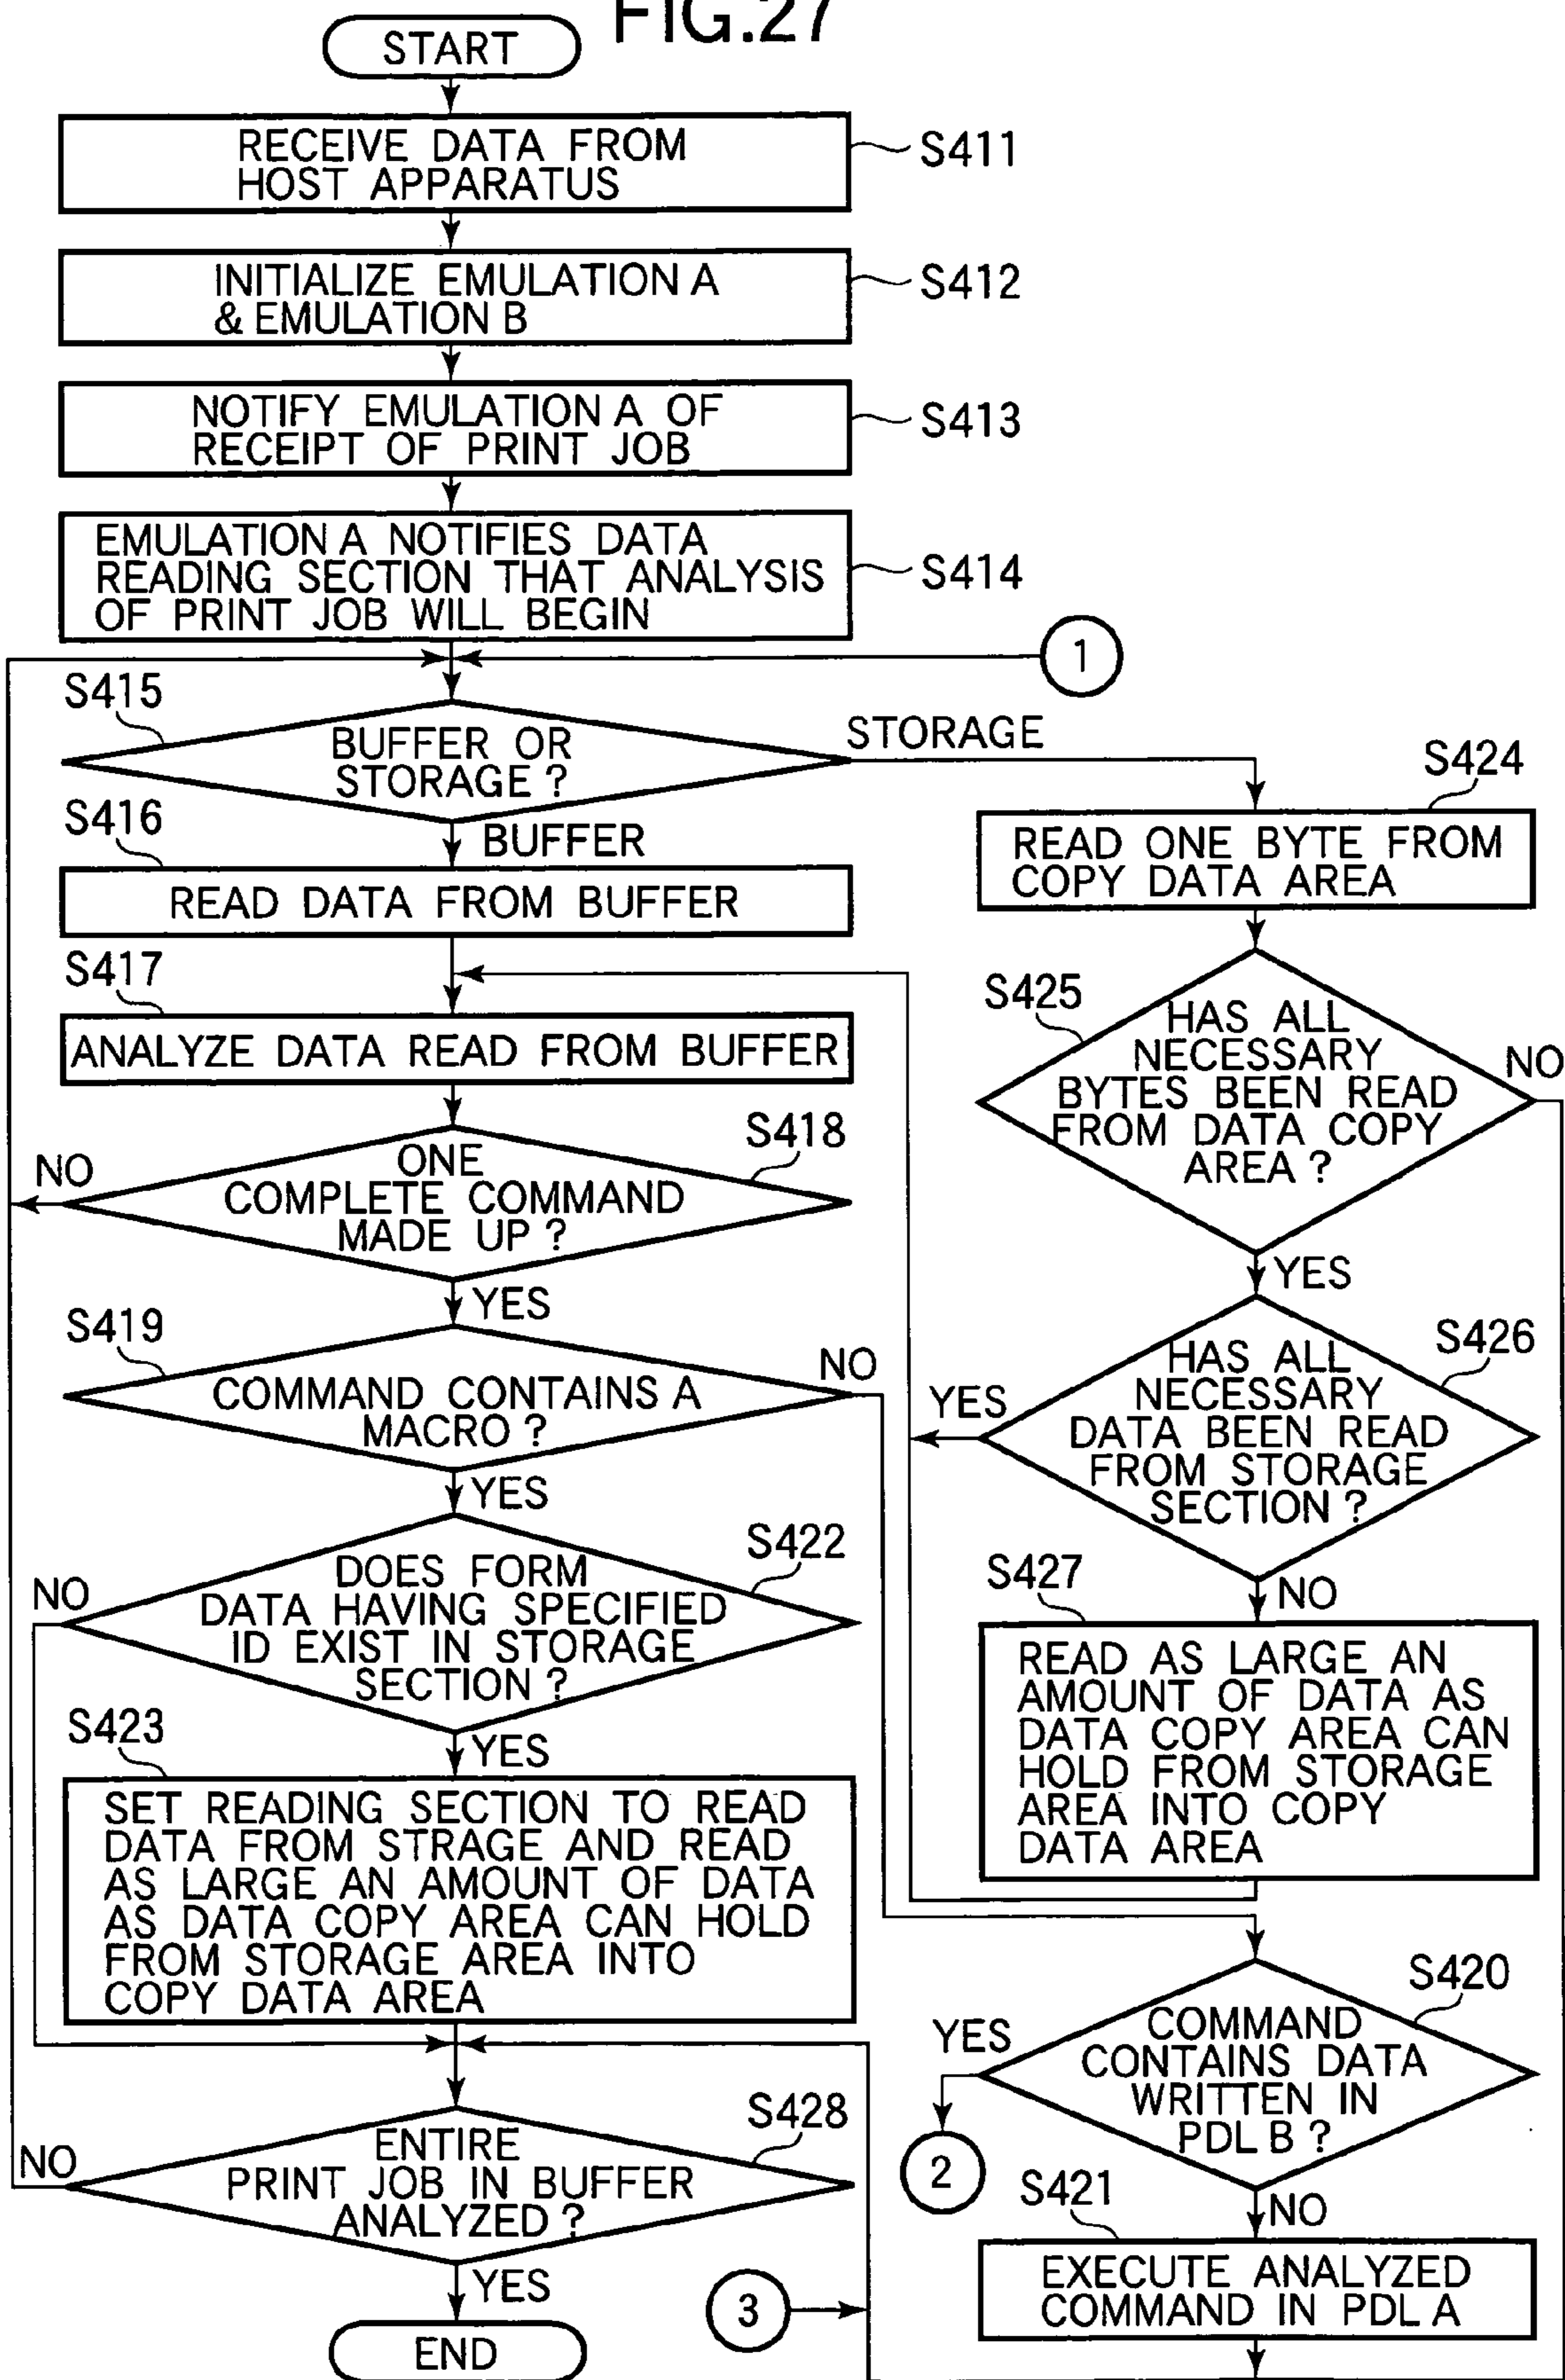 FIG.27
START
RECEIVE DATA FROM
HOST APPARATUS
S411
INITIALIZE EMULATION A
& EMULATION B
S412
NOTIFY EMULATION A OF
RECEIPT OF PRINT JOB
S413
EMULATION A NOTIFIES DATA
READING SECTION THAT ANALYSIS
OF PRINT JOB WILL BEGIN
S414
1
S415
BUFFER OR
STORAGE ?
STORAGE
BUFFER
S416
READ DATA FROM BUFFER
S417
ANALYZE DATA READ FROM BUFFER
S418
ONE
COMPLETE COMMAND
MADE UP ?
NO
YES
S419
COMMAND CONTAINS A
MACRO ?
NO
YES
S422
DOES FORM
DATA HAVING SPECIFIED
ID EXIST IN STORAGE
SECTION ?
NO
YES
S423
SET READING SECTION TO READ
DATA FROM STRAGE AND READ
AS LARGE AN AMOUNT OF DATA
AS DATA COPY AREA CAN HOLD
FROM STORAGE AREA INTO
COPY DATA AREA
S428
ENTIRE
PRINT JOB IN BUFFER
ANALYZED ?
NO
YES
END
S424
READ ONE BYTE FROM
COPY DATA AREA
S425
HAS ALL
NECESSARY
BYTES BEEN READ
FROM DATA COPY
AREA ?
NO
YES
S426
HAS ALL
NECESSARY
DATA BEEN READ
FROM STORAGE
SECTION ?
YES
NO
S427
READ AS LARGE AN
AMOUNT OF DATA AS
DATA COPY AREA CAN
HOLD FROM STORAGE
AREA INTO COPY
DATA AREA
S420
COMMAND
CONTAINS DATA
WRITTEN IN
PDL B ?
YES
2
NO
S421
EXECUTE ANALYZED
COMMAND IN PDL A
3